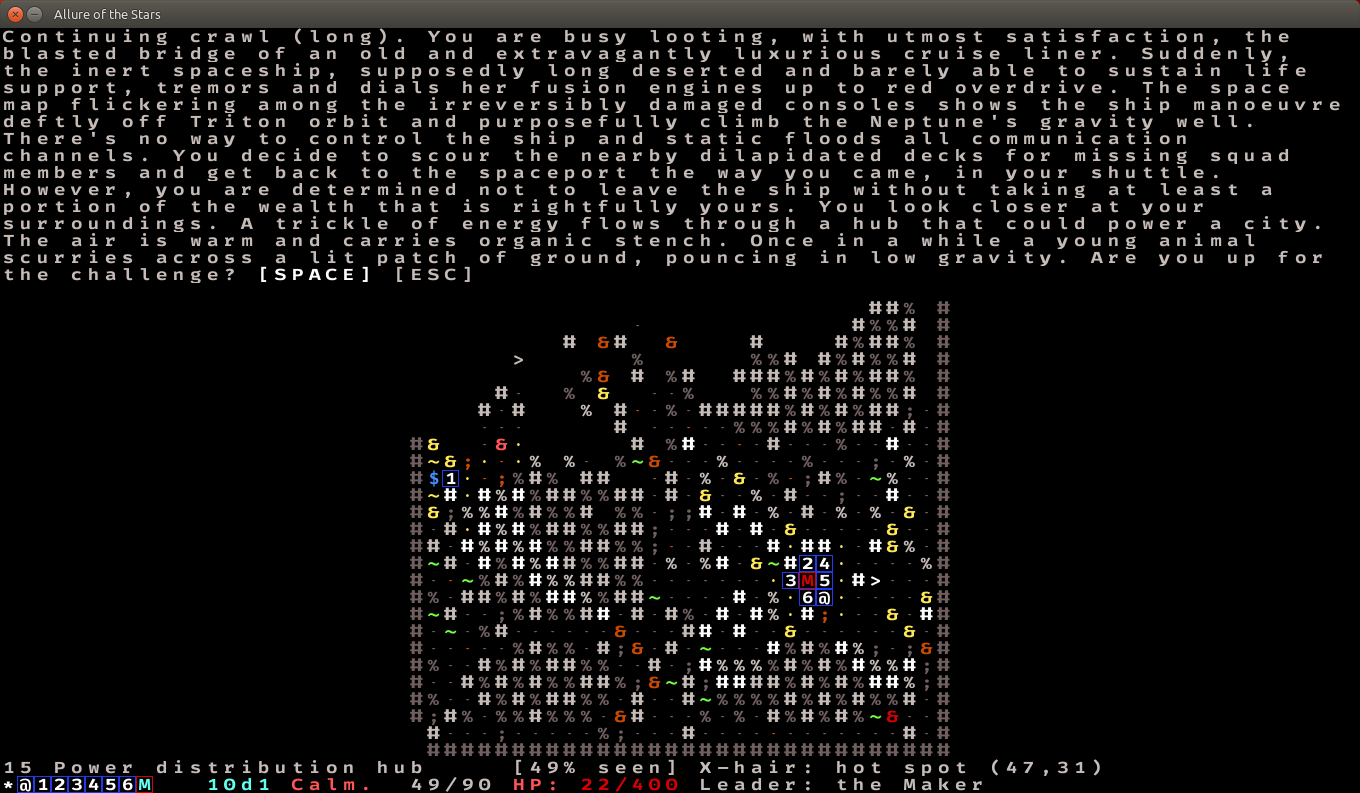 Allure of the Stars
Continuing crawl (long). You are busy looting, with utmost satisfaction, the
blasted bridge of an old and extravagantly luxurious cruise liner. Suddenly,
the inert spaceship, supposedly long deserted and barely able to sustain life
support, tremors and dials her fusion engines up to red overdrive. The space
map flickering among the irreversibly damaged consoles shows the ship manoeuvre
deftly off Triton orbit and purposefully climb the Neptune's gravity well.
There's no way to control the ship and static floods all communication
channels. You decide to scour the nearby dilapidated decks for missing squad
members and get back to the spaceport the way you came, in your shuttle.
However, you are determined not to leave the ship without taking at least a
portion of the wealth that is rightfully yours. You look closer at your
surroundings. A trickle of energy flows through a hub that could power a city.
The air is warm and carries organic stench. Once in a while a young animal
scurries across a lit patch of ground, pouncing in low gravity. Are you up for
the challenge? [SPACE] [ESC]
15 Power distribution hub [49% seen] X-hair: hot spot (47,31)
*@123456M 10d1 Calm. 49/90 HP: 22/400 Leader: the Maker